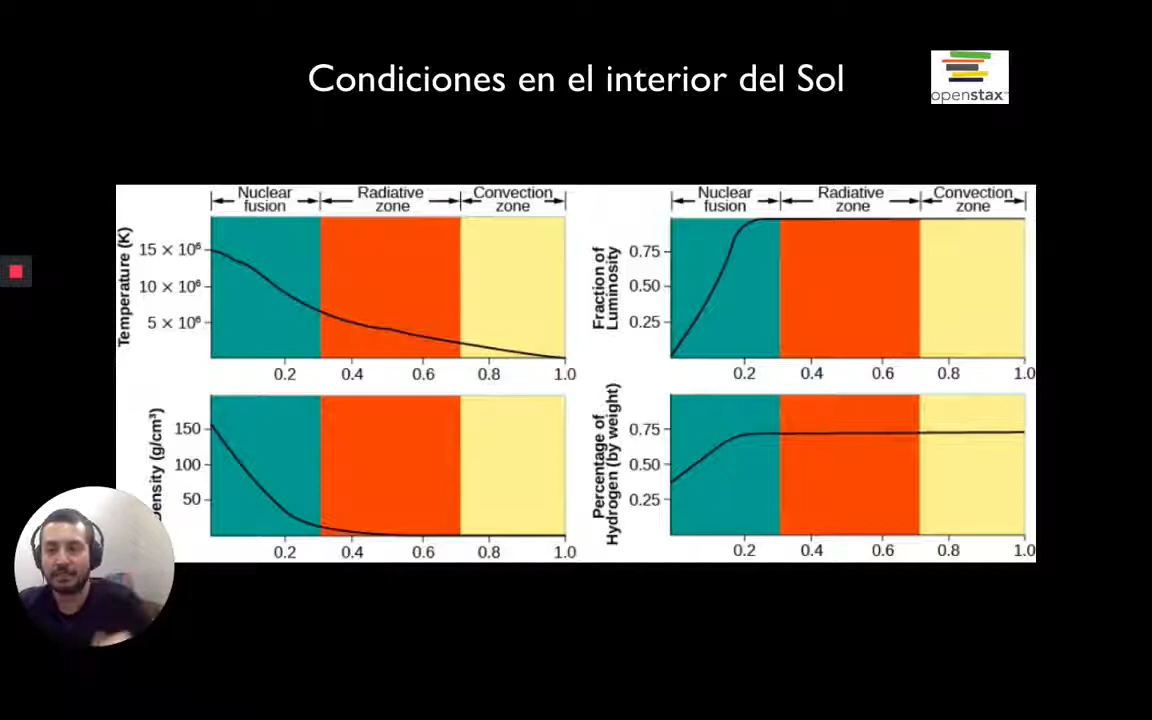 Condiciones en el interior del Sol
openstax™
Nuclear fusion
Radiative zone
Convection zone
Temperature (K)
15 × 10⁶
10 × 10⁶
5 × 10⁶
0.2 0.4 0.6 0.8 1.0
Nuclear fusion
Radiative zone
Convection zone
Fraction of Luminosity
0.75
0.50
0.25
0.2 0.4 0.6 0.8 1.0
Density (g/cm³)
150
100
50
0.2 0.4 0.6 0.8 1.0
Percentage of Hydrogen (by weight)
0.75
0.50
0.25
0.2 0.4 0.6 0.8 1.0